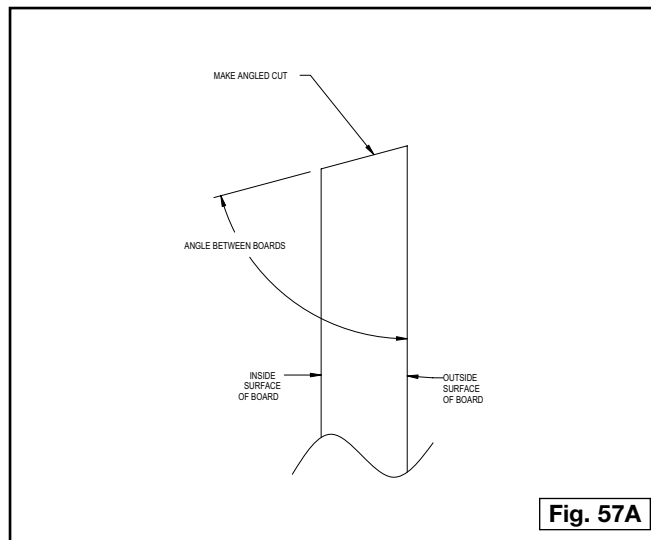 MAKE ANGLED CUT
ANGLE BETWEEN BOARDS
INSIDE
SURFACE
OF BOARD
OUTSIDE
SURFACE
OF BOARD
Fig. 57A